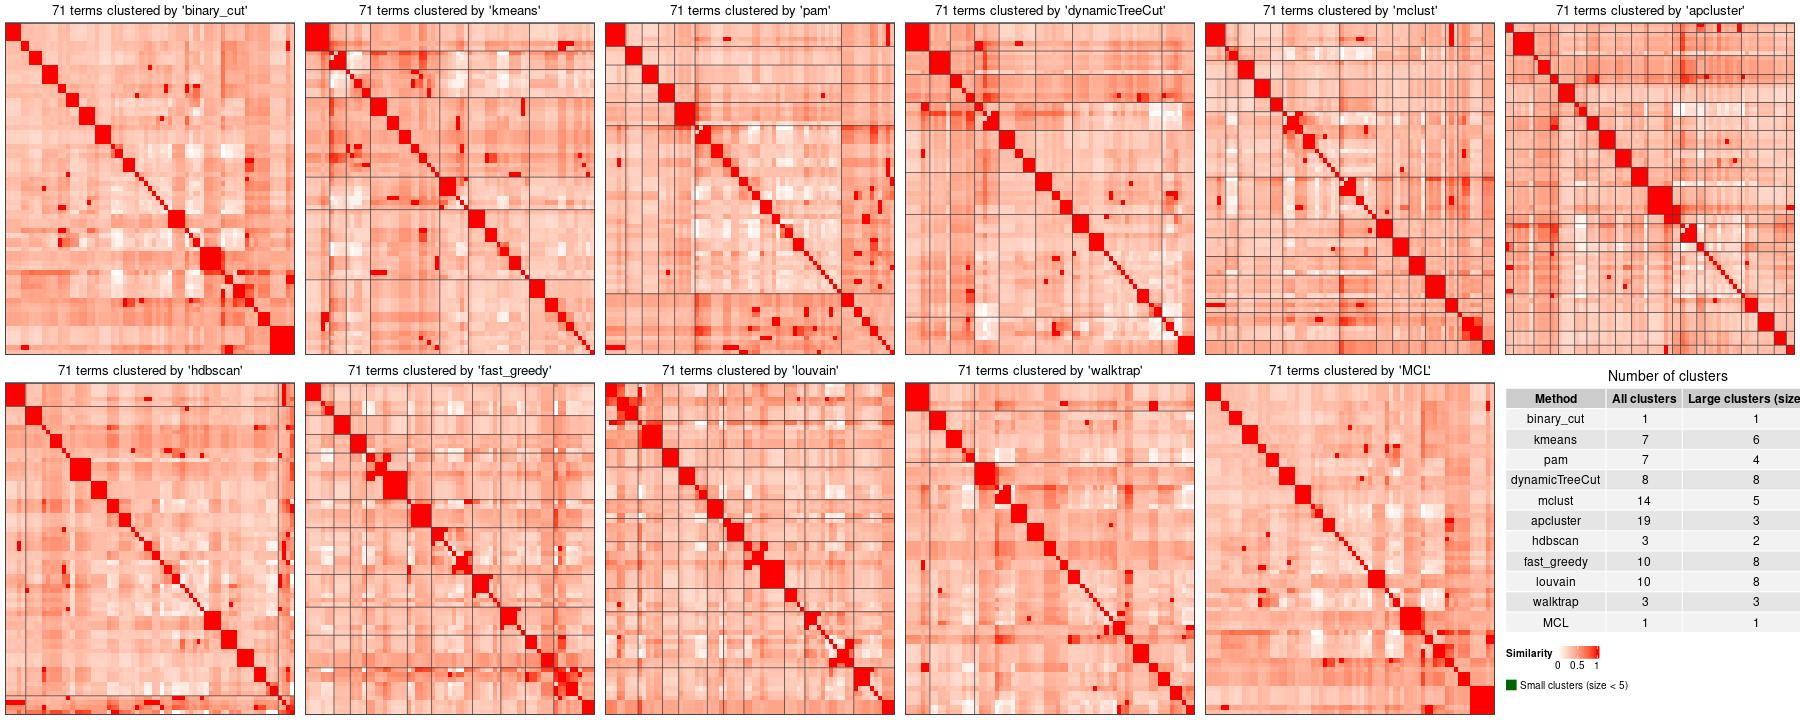 71 terms clustered by 'binary_cut'
71 terms clustered by 'kmeans'
71 terms clustered by 'pam'
71 terms clustered by 'dynamicTreeCut'
71 terms clustered by 'mclust'
71 terms clustered by 'apcluster'
71 terms clustered by 'hdbscan'
71 terms clustered by 'fast_greedy'
71 terms clustered by 'louvain'
71 terms clustered by 'walktrap'
71 terms clustered by 'MCL'
Number of clusters
Method All clusters Large clusters (size
binary_cut 1 1
kmeans 7 6
pam 7 4
dynamicTreeCut 8 8
mclust 14 5
apcluster 19 3
hdbscan 3 2
fast_greedy 10 8
louvain 10 8
walktrap 3 3
MCL 1 1
Similarity
0 0.5 1
Small clusters (size < 5)